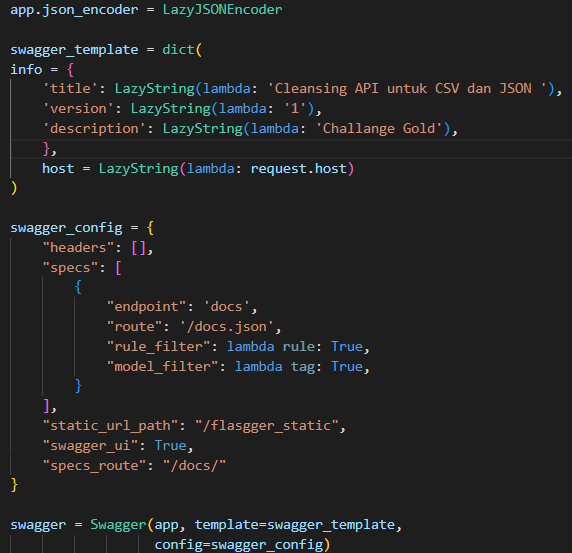 app.json_encoder = LazyJSONEncoder
swagger_template = dict(
info = {
    'title': LazyString(lambda: 'Cleansing API untuk CSV dan JSON '),
    'version': LazyString(lambda: '1'),
    'description': LazyString(lambda: 'Challange Gold'),
    },
    host = LazyString(lambda: request.host)
)
swagger_config = {
    "headers": [],
    "specs": [
        {
            "endpoint": 'docs',
            "route": '/docs.json',
            "rule_filter": lambda rule: True,
            "model_filter": lambda tag: True,
        }
    ],
    "static_url_path": "/flasgger_static",
    "swagger_ui": True,
    "specs_route": "/docs/"
}
swagger = Swagger(app, template=swagger_template,
                  config=swagger_config)